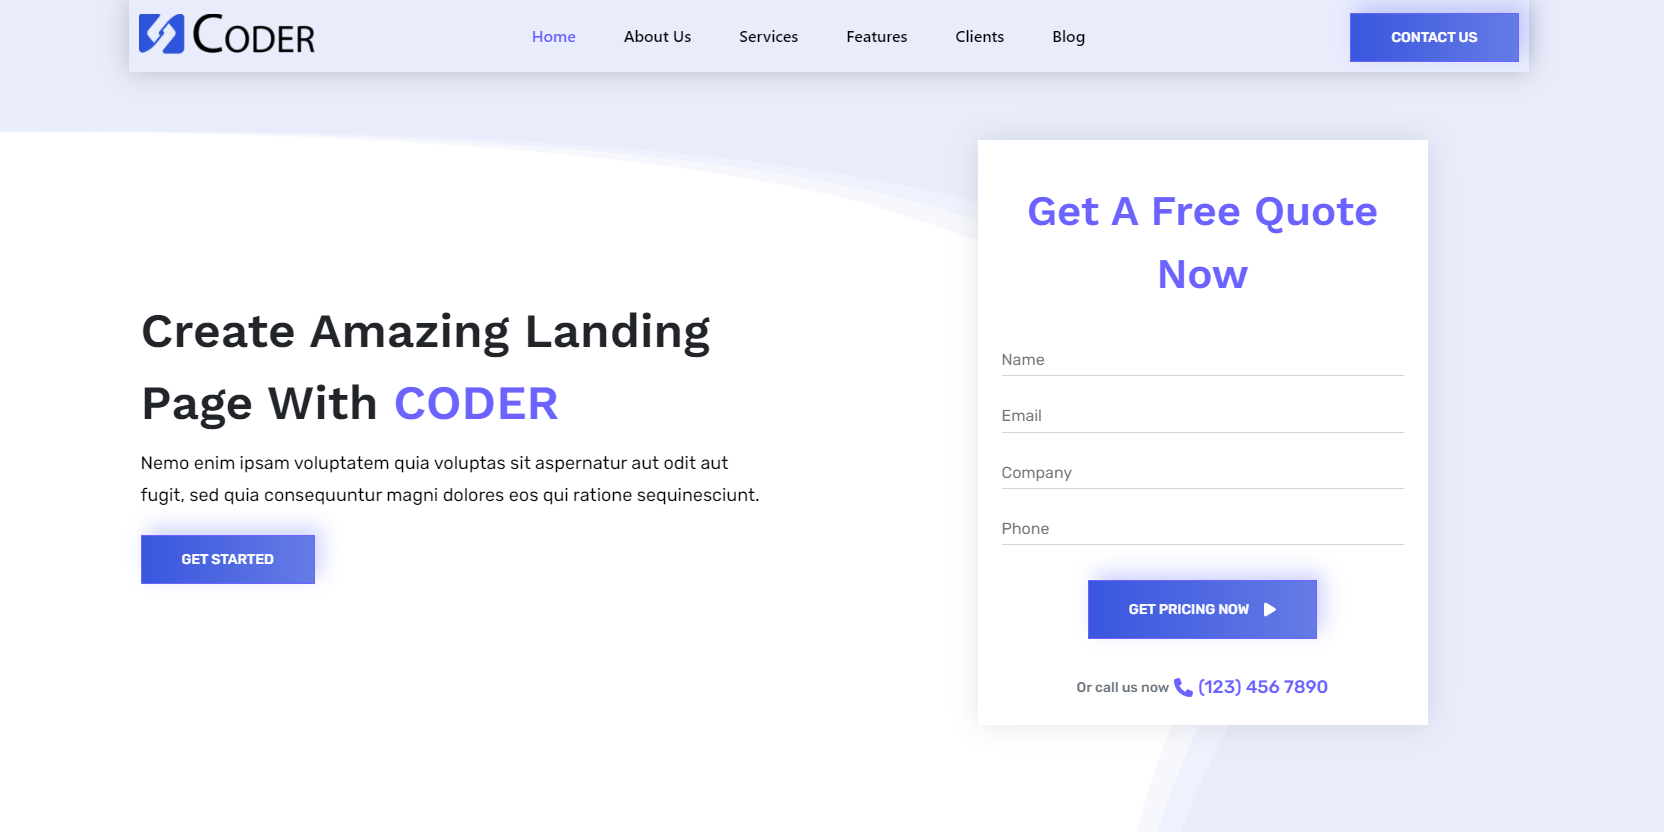 CODER
Home
About Us
Services
Features
Clients
Blog
CONTACT US
Create Amazing Landing
Page With CODER
Nemo enim ipsam voluptatem quia voluptas sit aspernatur aut odit aut
fugit, sed quia consequuntur magni dolores eos qui ratione sequinesciunt.
GET STARTED
Get A Free Quote
Now
Name
Email
Company
Phone
GET PRICING NOW
Or call us now (123) 456 7890